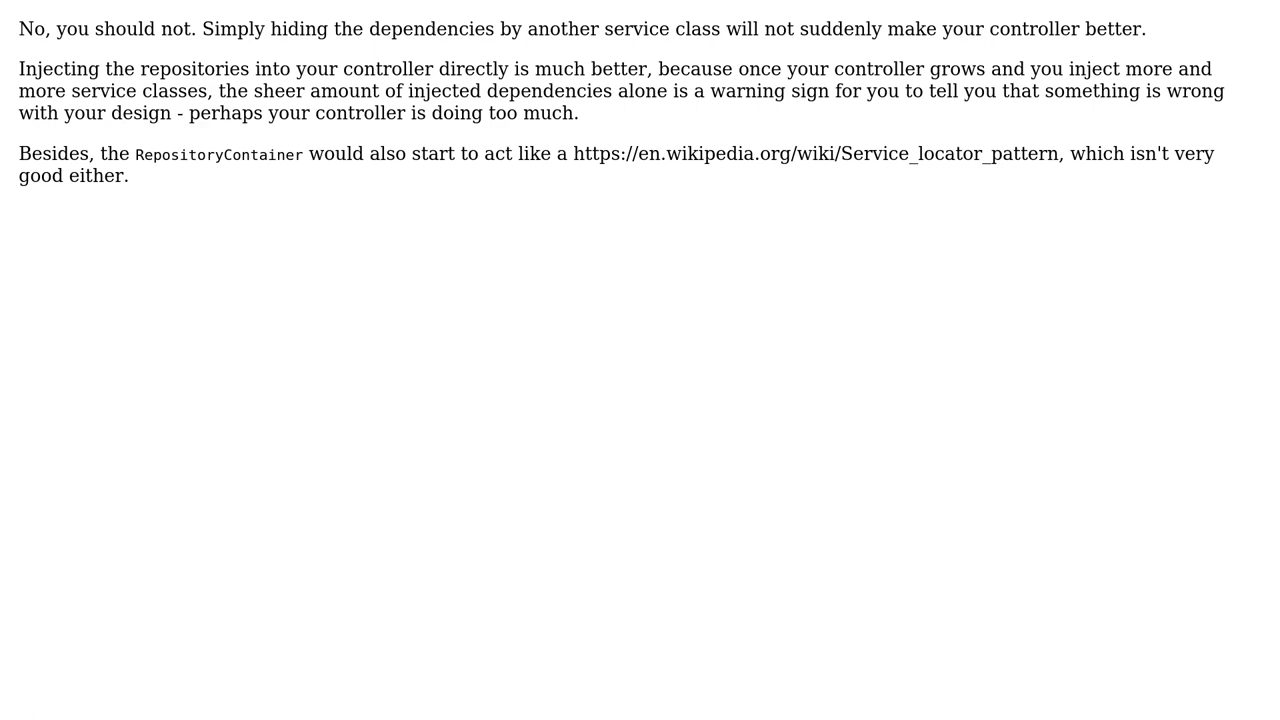 No, you should not. Simply hiding the dependencies by another service class will not suddenly make your controller better.
Injecting the repositories into your controller directly is much better, because once your controller grows and you inject more and
more service classes, the sheer amount of injected dependencies alone is a warning sign for you to tell you that something is wrong
with your design - perhaps your controller is doing too much.
Besides, the RepositoryContainer would also start to act like a https://en.wikipedia.org/wiki/Service_locator_pattern, which isn't very
good either.